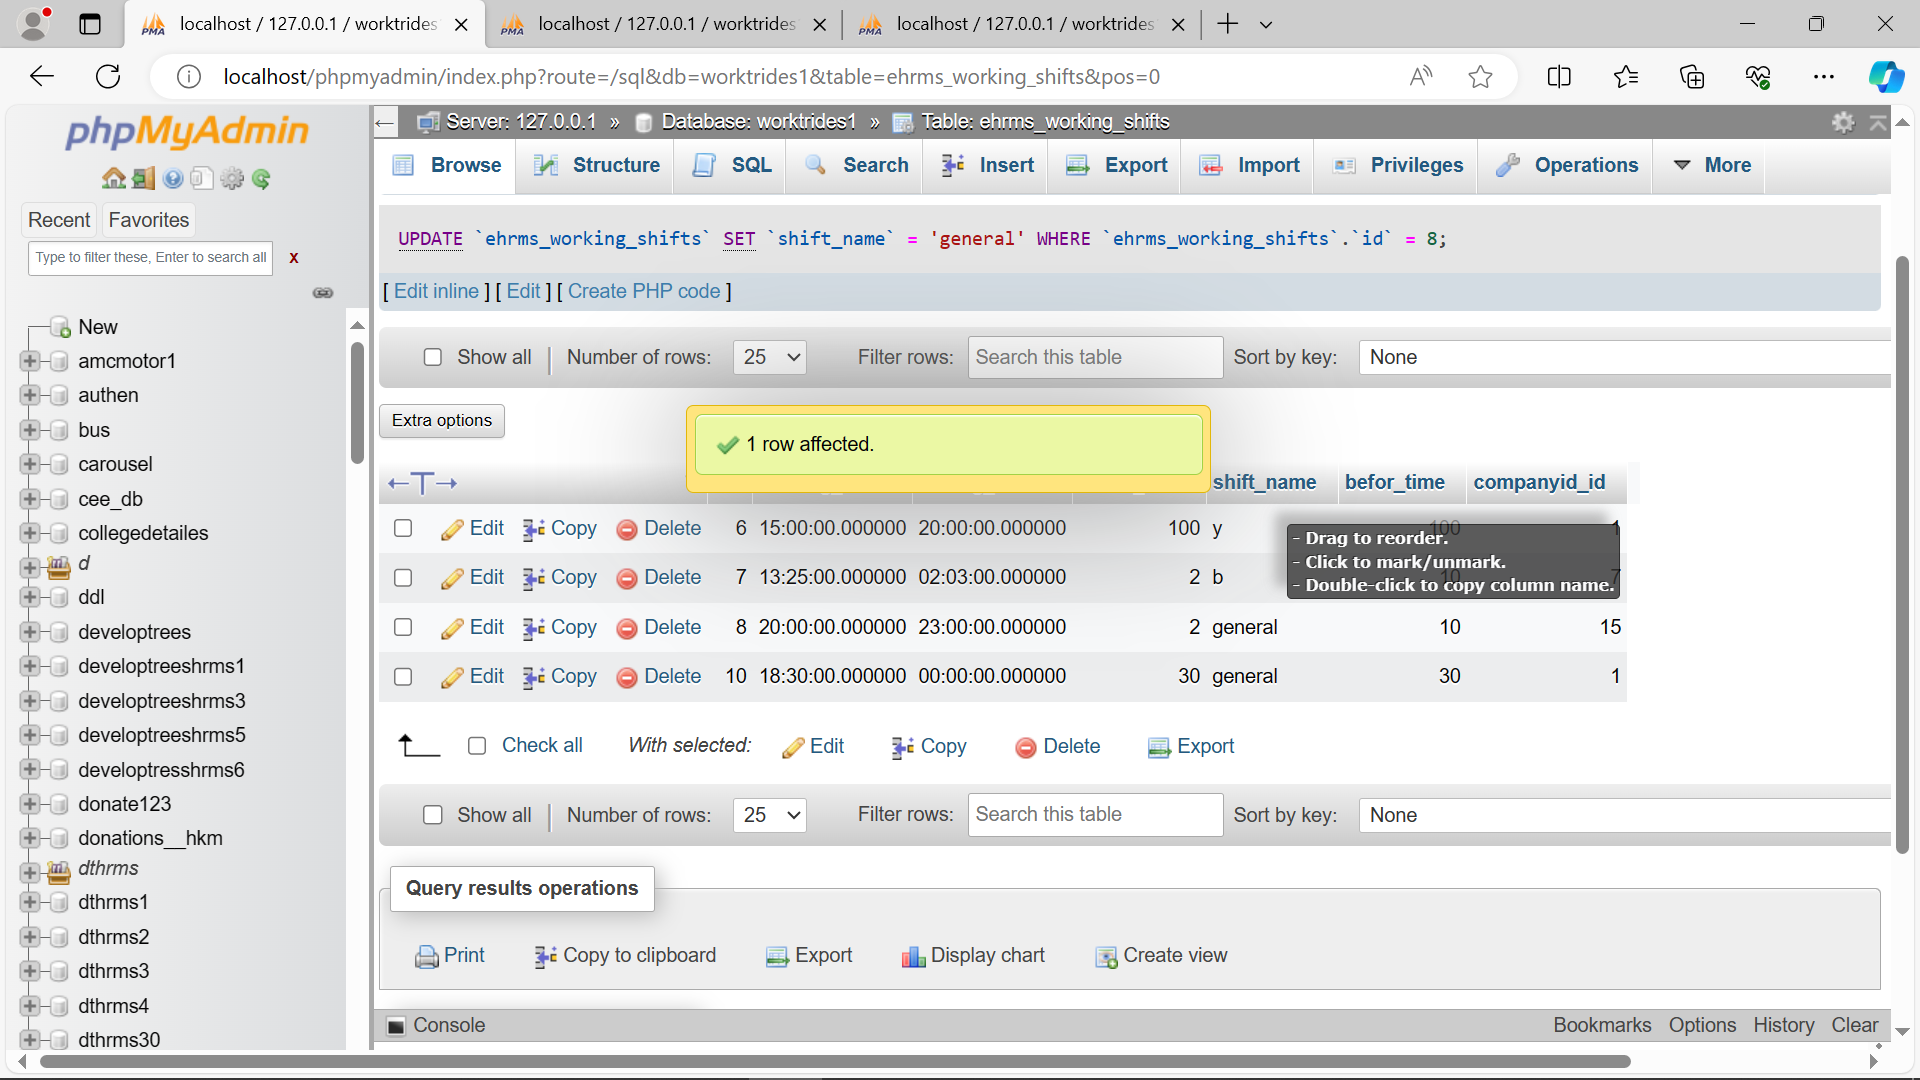 localhost / 127.0.0.1 / worktrides
localhost / 127.0.0.1 / worktrides
localhost / 127.0.0.1 / worktrides
localhost/phpmyadmin/index.php?route=/sql&db=worktrides1&table=ehrms_working_shifts&pos=0
phpMyAdmin
Recent Favorites
Type to filter these, Enter to search all X
New
amcmotor1
authen
bus
carousel
cee_db
collegedetailes
d
ddl
developtrees
developtreeshrms1
developtreeshrms3
developtreeshrms5
developtresshrms6
donate123
donations__hkm
dthrms
dthrms1
dthrms2
dthrms3
dthrms4
dthrms30
Server: 127.0.0.1 » Database: worktrides1 » Table: ehrms_working_shifts
Browse Structure SQL Search Insert Export Import Privileges Operations More
UPDATE `ehrms_working_shifts` SET `shift_name` = 'general' WHERE `ehrms_working_shifts`.`id` = 8;
[ Edit inline ] [ Edit ] [ Create PHP code ]
Show all Number of rows: 25 Filter rows: Search this table Sort by key: None
Extra options
1 row affected.
shift_name befor_time companyid_id
Edit Copy Delete 6 15:00:00.000000 20:00:00.000000 100 y 100 1
Edit Copy Delete 7 13:25:00.000000 02:03:00.000000 2 b 10 7
- Drag to reorder.
- Click to mark/unmark.
- Double-click to copy column name.
Edit Copy Delete 8 20:00:00.000000 23:00:00.000000 2 general 10 15
Edit Copy Delete 10 18:30:00.000000 00:00:00.000000 30 general 30 1
Check all With selected: Edit Copy Delete Export
Show all Number of rows: 25 Filter rows: Search this table Sort by key: None
Query results operations
Print Copy to clipboard Export Display chart Create view
Console Bookmarks Options History Clear